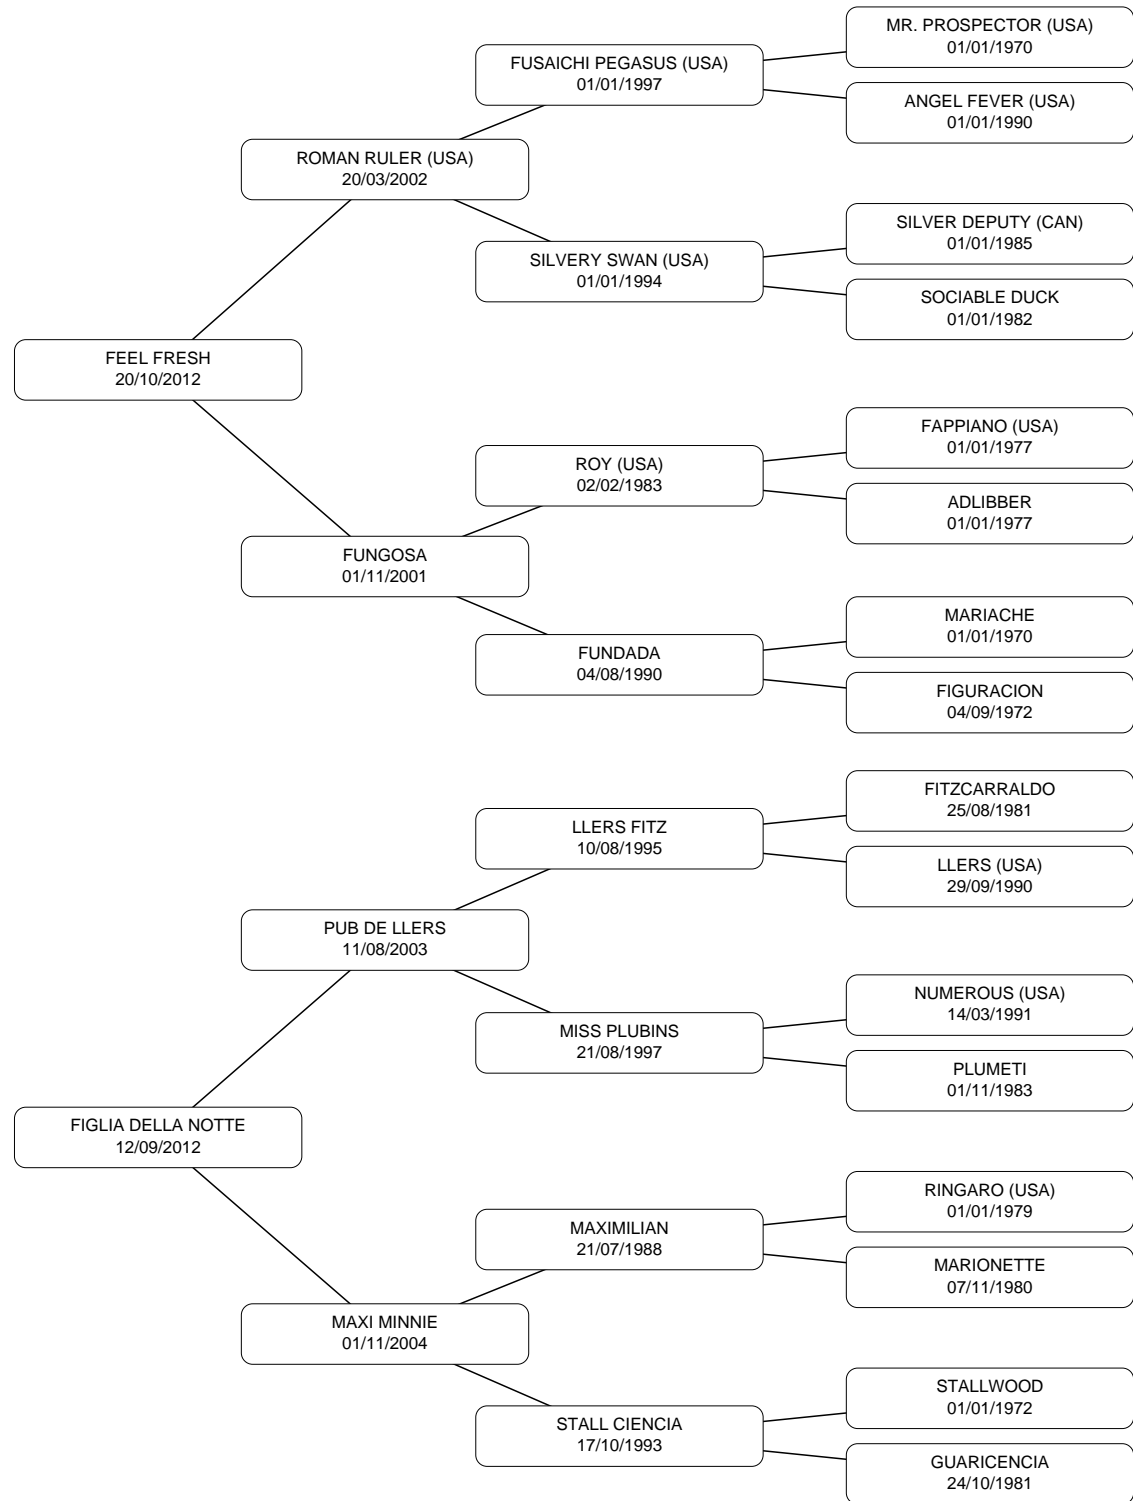 MR. PROSPECTOR (USA)
01/01/1970
FUSAICHI PEGASUS (USA)
01/01/1997
ANGEL FEVER (USA)
01/01/1990
ROMAN RULER (USA)
20/03/2002
SILVER DEPUTY (CAN)
01/01/1985
SILVERY SWAN (USA)
01/01/1994
SOCIABLE DUCK
01/01/1982
FEEL FRESH
20/10/2012
FAPPIANO (USA)
01/01/1977
ROY (USA)
02/02/1983
ADLIBBER
01/01/1977
FUNGOSA
01/11/2001
MARIACHE
01/01/1970
FUNDADA
04/08/1990
FIGURACION
04/09/1972
FITZCARRALDO
25/08/1981
LLERS FITZ
10/08/1995
LLERS (USA)
29/09/1990
PUB DE LLERS
11/08/2003
NUMEROUS (USA)
14/03/1991
MISS PLUBINS
21/08/1997
PLUMETI
01/11/1983
FIGLIA DELLA NOTTE
12/09/2012
RINGARO (USA)
01/01/1979
MAXIMILIAN
21/07/1988
MARIONETTE
07/11/1980
MAXI MINNIE
01/11/2004
STALLWOOD
01/01/1972
STALL CIENCIA
17/10/1993
GUARICENCIA
24/10/1981